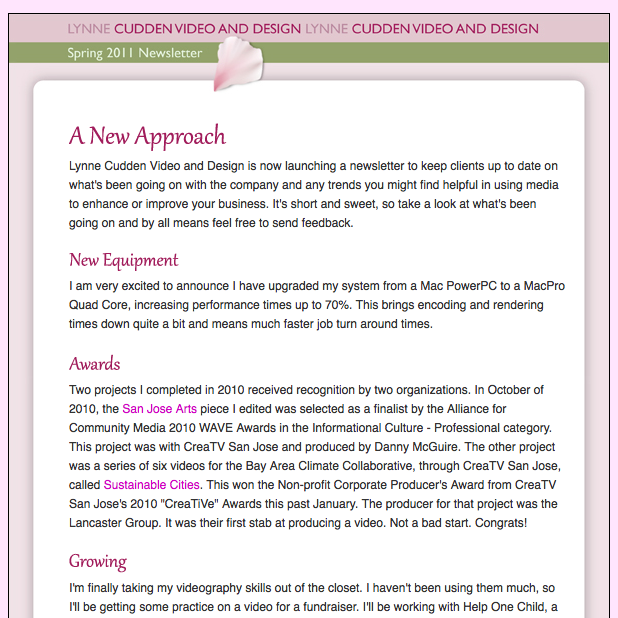 LYNNE CUDDEN VIDEO AND DESIGN LYNNE CUDDEN VIDEO AND DESIGN
Spring 2011 Newsletter
A New Approach
Lynne Cudden Video and Design is now launching a newsletter to keep clients up to date on
what's been going on with the company and any trends you might find helpful in using media
to enhance or improve your business. It's short and sweet, so take a look at what's been
going on and by all means feel free to send feedback.
New Equipment
I am very excited to announce I have upgraded my system from a Mac PowerPC to a MacPro
Quad Core, increasing performance times up to 70%. This brings encoding and rendering
times down quite a bit and means much faster job turn around times.
Awards
Two projects I completed in 2010 received recognition by two organizations. In October of
2010, the San Jose Arts piece I edited was selected as a finalist by the Alliance for
Community Media 2010 WAVE Awards in the Informational Culture - Professional category.
This project was with CreaTV San Jose and produced by Danny McGuire. The other project
was a series of six videos for the Bay Area Climate Collaborative, through CreaTV San Jose,
called Sustainable Cities. This won the Non-profit Corporate Producer's Award from CreaTV
San Jose's 2010 "CreaTiVe" Awards this past January. The producer for that project was the
Lancaster Group. It was their first stab at producing a video. Not a bad start. Congrats!
Growing
I'm finally taking my videography skills out of the closet. I haven't been using them much, so
I'll be getting some practice on a video for a fundraiser. I'll be working with Help One Child, a